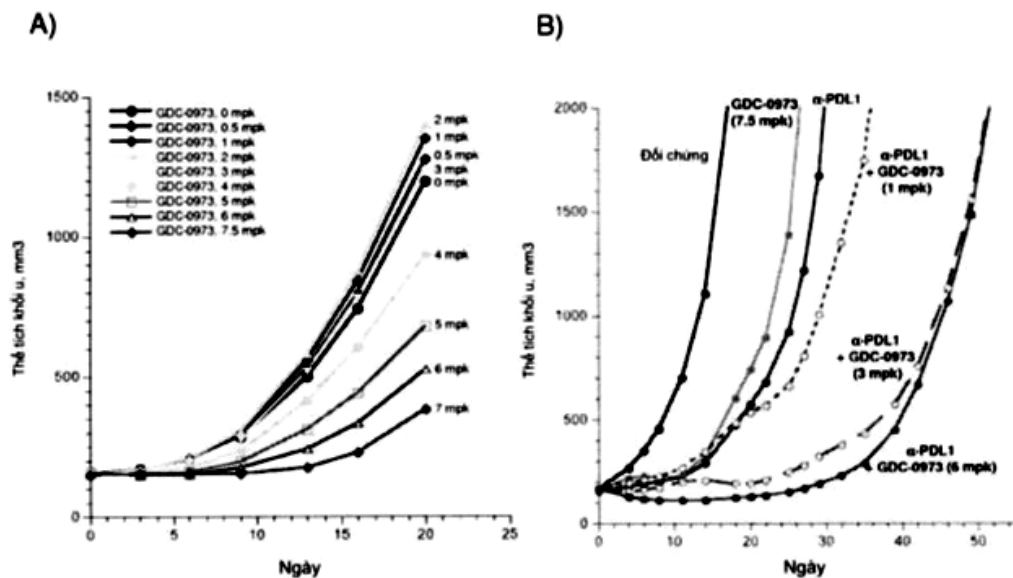 A)
1500
1000
500
0
Thể tích khối u, mm3
GDC-0973, 0 mpk
GDC-0973, 0.5 mpk
GDC-0973, 1 mpk
GDC-0973, 2 mpk
GDC-0973, 3 mpk
GDC-0973, 4 mpk
GDC-0973, 5 mpk
GDC-0973, 6 mpk
GDC-0973, 7.5 mpk
2 mpk
1 mpk
0.5 mpk
3 mpk
0 mpk
4 mpk
5 mpk
6 mpk
7 mpk
0 5 10 15 20 25
Ngày
B)
2000
1500
1000
500
0
Thể tích khối u, mm3
Đối chứng
GDC-0973
(7.5 mpk)
α-PDL1
α-PDL1
+ GDC-0973
(1 mpk)
α-PDL1
+ GDC-0973
(3 mpk)
α-PDL1
+ GDC-0973 (6 mpk)
0 10 20 30 40 50
Ngày